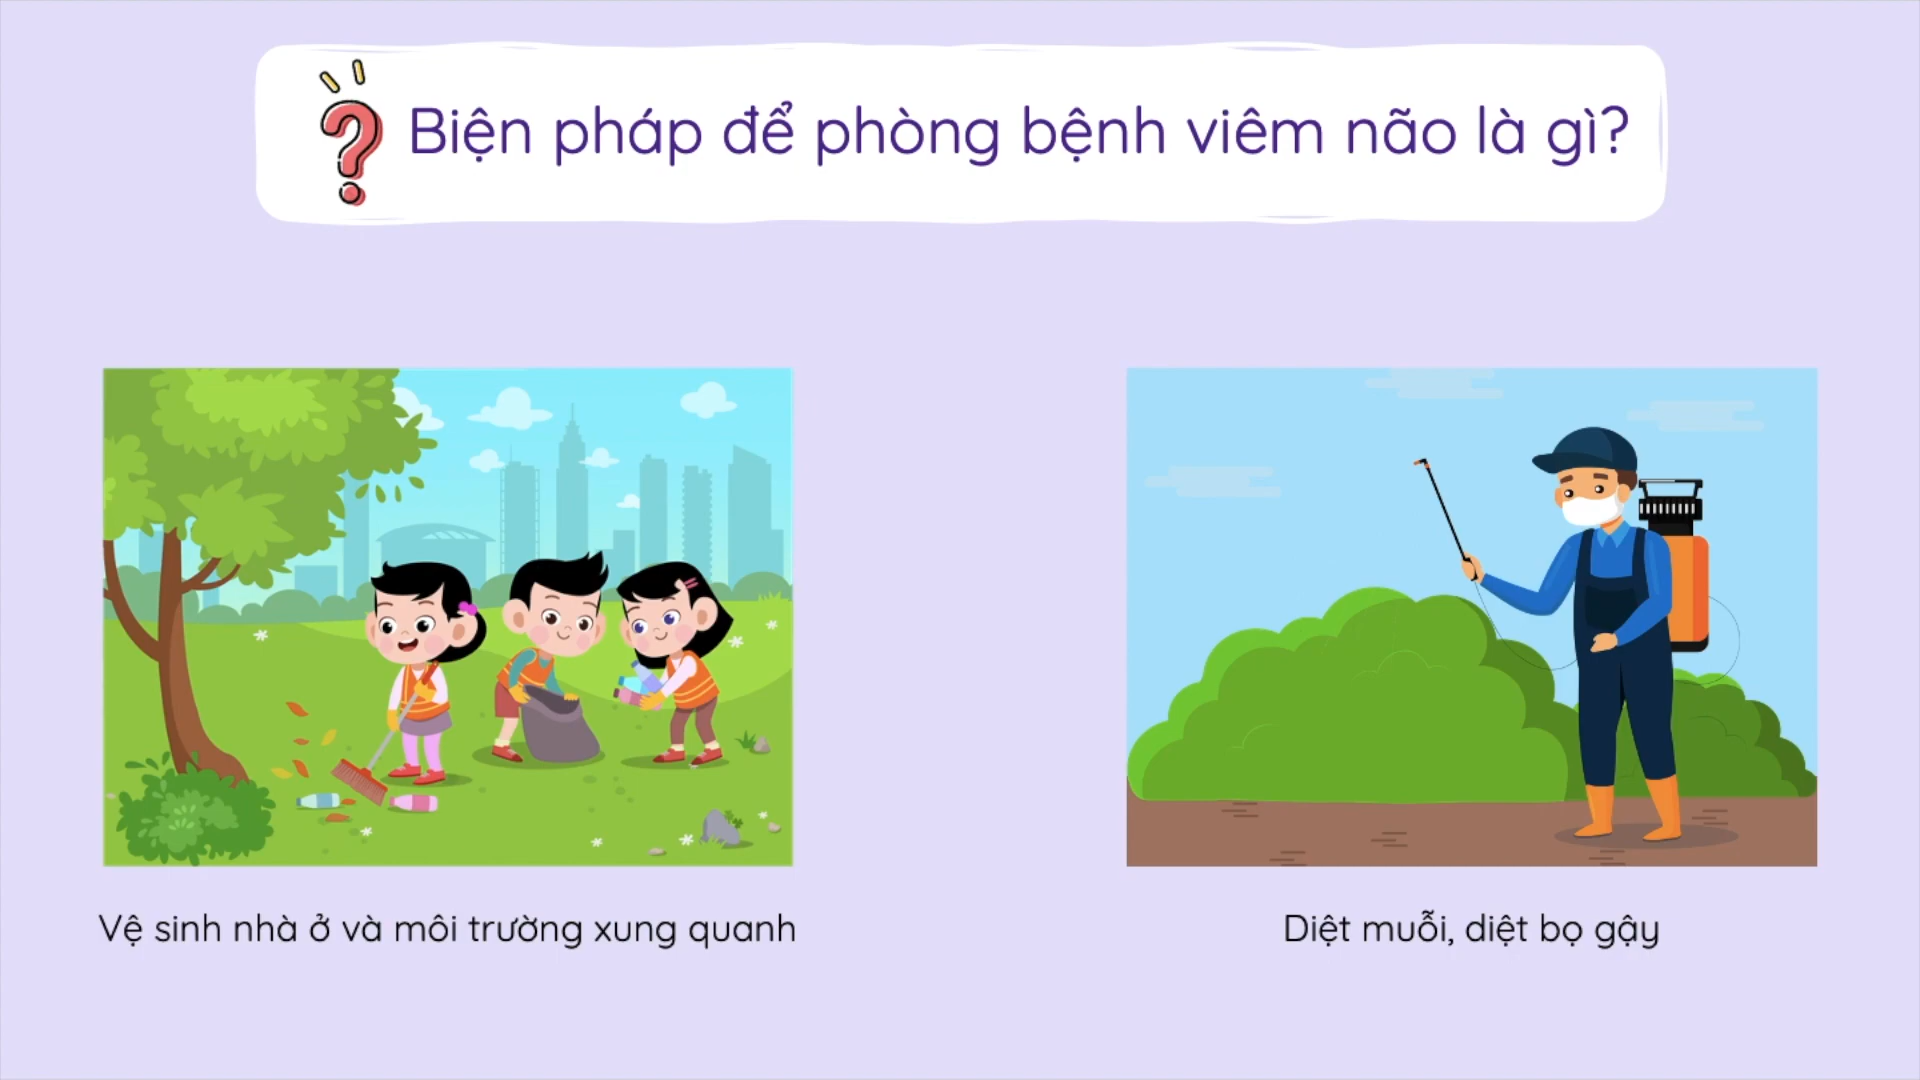 Biện pháp để phòng bệnh viêm não là gì?
Vệ sinh nhà ở và môi trường xung quanh
Diệt muỗi, diệt bọ gậy